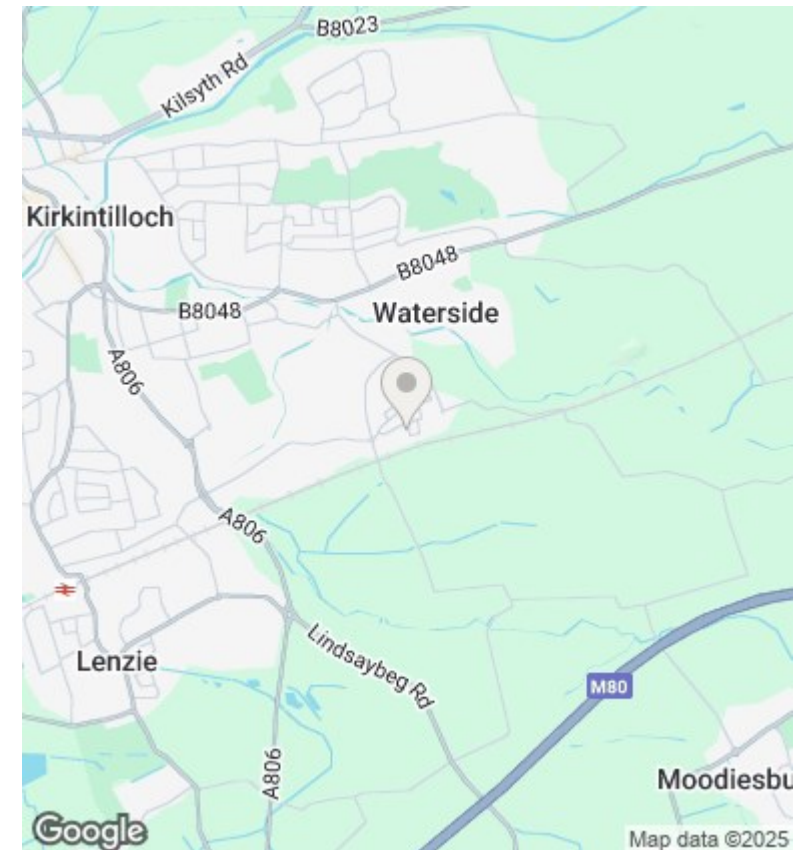 B8023
Kilsyth Rd
Kirkintilloch
B8048
B8048
Waterside
A806
A806
Lenzie
Lindsaybeg Rd
M80
A806
Moodiesbu
Google
Map data ©2025